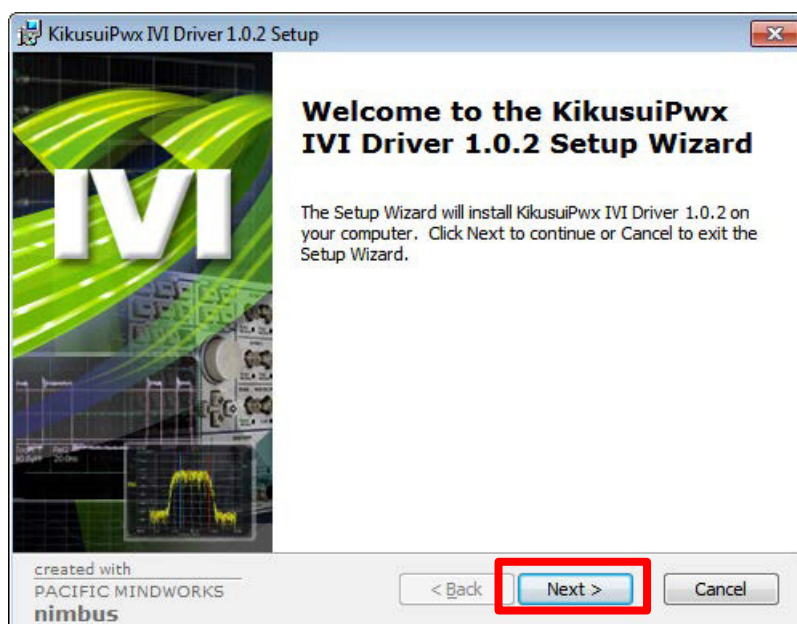 KikusuiPwx IVI Driver 1.0.2 Setup
Welcome to the KikusuiPwx
IVI Driver 1.0.2 Setup Wizard
The Setup Wizard will install KikusuiPwx IVI Driver 1.0.2 on
your computer. Click Next to continue or Cancel to exit the
Setup Wizard.
IVI
created with
PACIFIC MINDWORKS
nimbus
< Back
Next >
Cancel